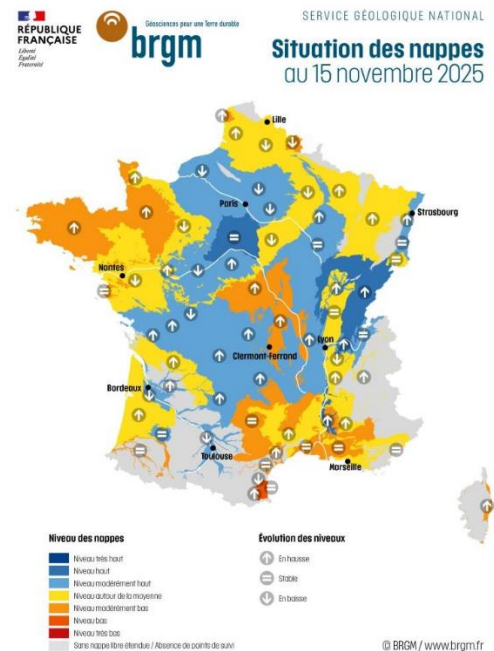 RÉPUBLIQUE
FRANÇAISE
Liberté
Égalité
Fraternité
Géosciences pour une Terre durable
brgm
SERVICE GÉOLOGIQUE NATIONAL
Situation des nappes
au 15 novembre 2025
Lille
Paris
Strasbourg
Nantes
Lyon
Clermont-Ferrand
Bordeaux
Toulouse
Marseille
Niveau des nappes
Niveau très haut
Niveau haut
Niveau modérément haut
Niveau autour de la moyenne
Niveau modérément bas
Niveau bas
Niveau très bas
Sans nappe libre étendue / Absence de points de suivi
Évolution des niveaux
En hausse
Stable
En baisse
© BRGM / www.brgm.fr